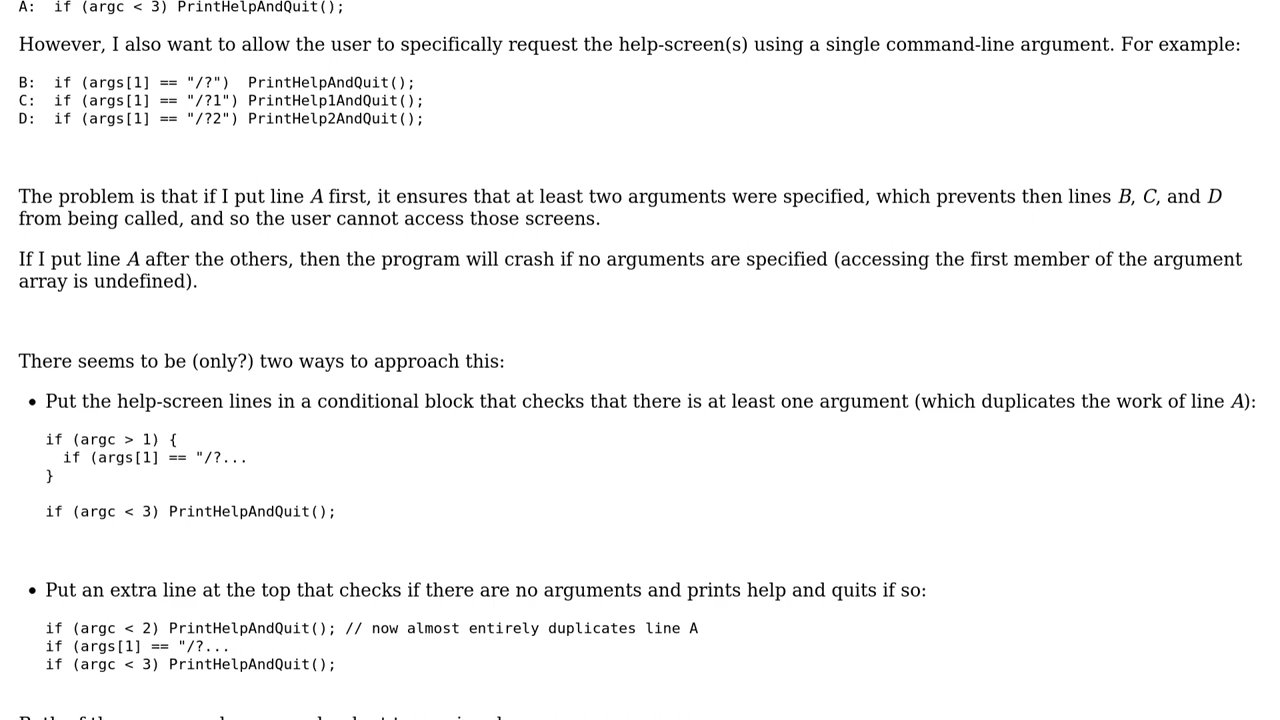 A:  if (argc < 3) PrintHelpAndQuit();
However, I also want to allow the user to specifically request the help-screen(s) using a single command-line argument. For example:
B:  if (args[1] == "/?")  PrintHelpAndQuit();
C:  if (args[1] == "/?1") PrintHelp1AndQuit();
D:  if (args[1] == "/?2") PrintHelp2AndQuit();
The problem is that if I put line A first, it ensures that at least two arguments were specified, which prevents then lines B, C, and D
from being called, and so the user cannot access those screens.
If I put line A after the others, then the program will crash if no arguments are specified (accessing the first member of the argument
array is undefined).
There seems to be (only?) two ways to approach this:
• Put the help-screen lines in a conditional block that checks that there is at least one argument (which duplicates the work of line A):
if (argc > 1) {
  if (args[1] == "/?...
}
if (argc < 3) PrintHelpAndQuit();
• Put an extra line at the top that checks if there are no arguments and prints help and quits if so:
if (argc < 2) PrintHelpAndQuit(); // now almost entirely duplicates line A
if (args[1] == "/?...
if (argc < 3) PrintHelpAndQuit();